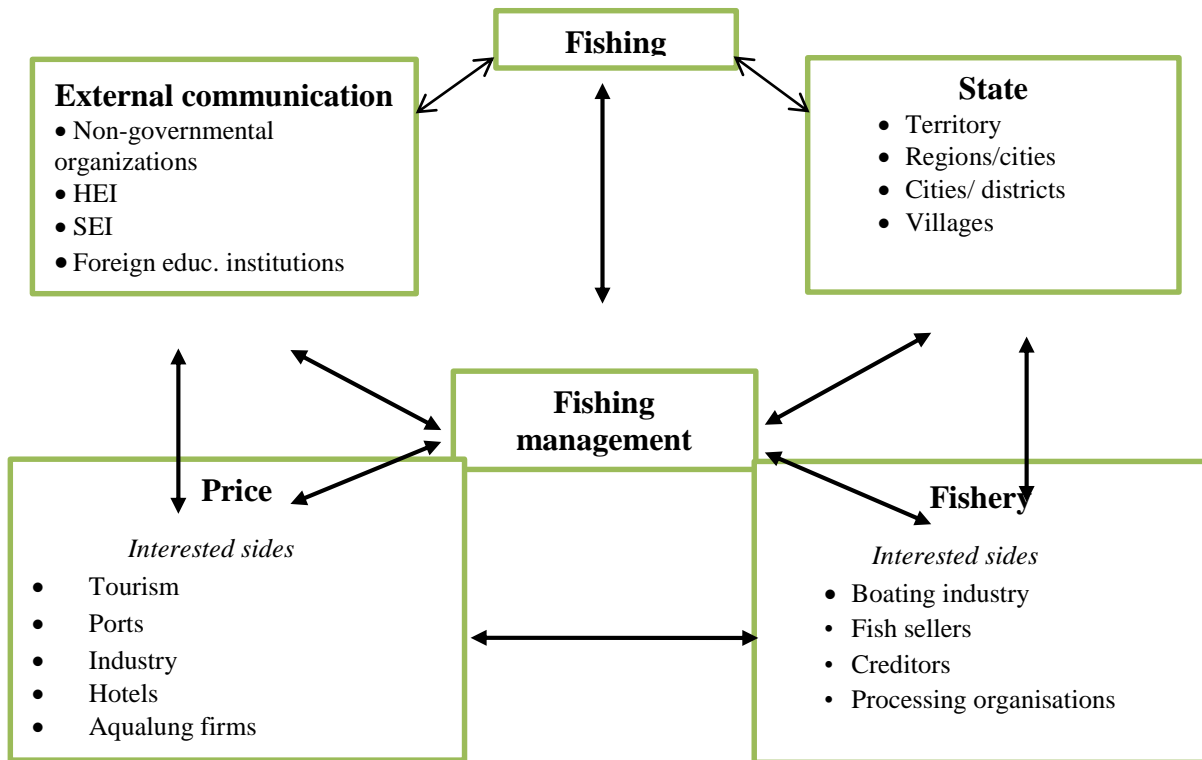 Fishing
External communication
• Non-governmental
organizations
• HEI
• SEI
• Foreign educ. institutions
State
• Territory
• Regions/cities
• Cities/ districts
• Villages
Fishing
management
Price
Interested sides
• Tourism
• Ports
• Industry
• Hotels
• Aqualung firms
Fishery
Interested sides
• Boating industry
• Fish sellers
• Creditors
• Processing organisations